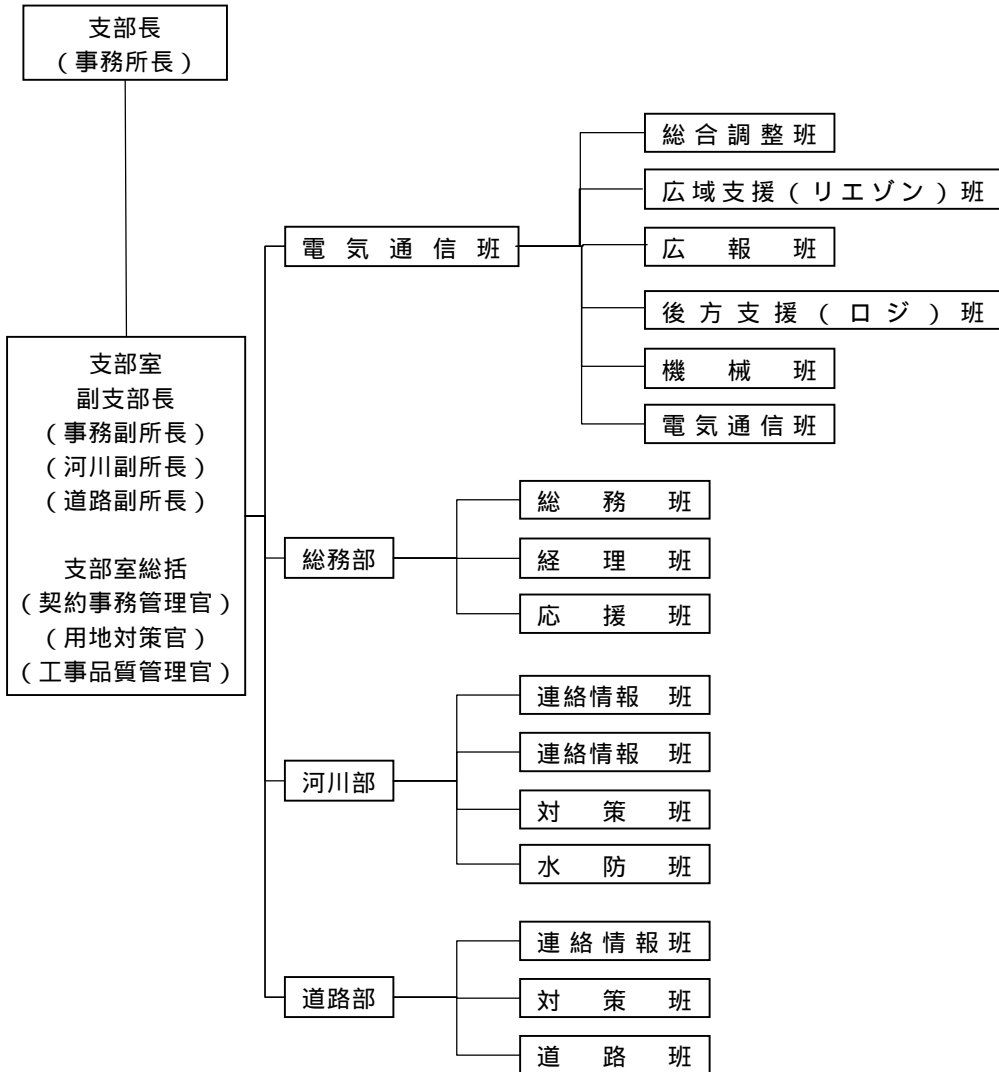 支部長
(事務所長)
総合調整班
広域支援(リエゾン)班
電気通信班
広報班
後方支援(ロジ)班
機械班
電気通信班
支部室
副支部長
(事務副所長)
(河川副所長)
(道路副所長)
支部室総括
(契約事務管理官)
(用地対策官)
(工事品質管理官)
総務部
総務班
経理班
応援班
河川部
連絡情報 班
連絡情報 班
対策班
水防班
道路部
連絡情報班
対策班
道路班